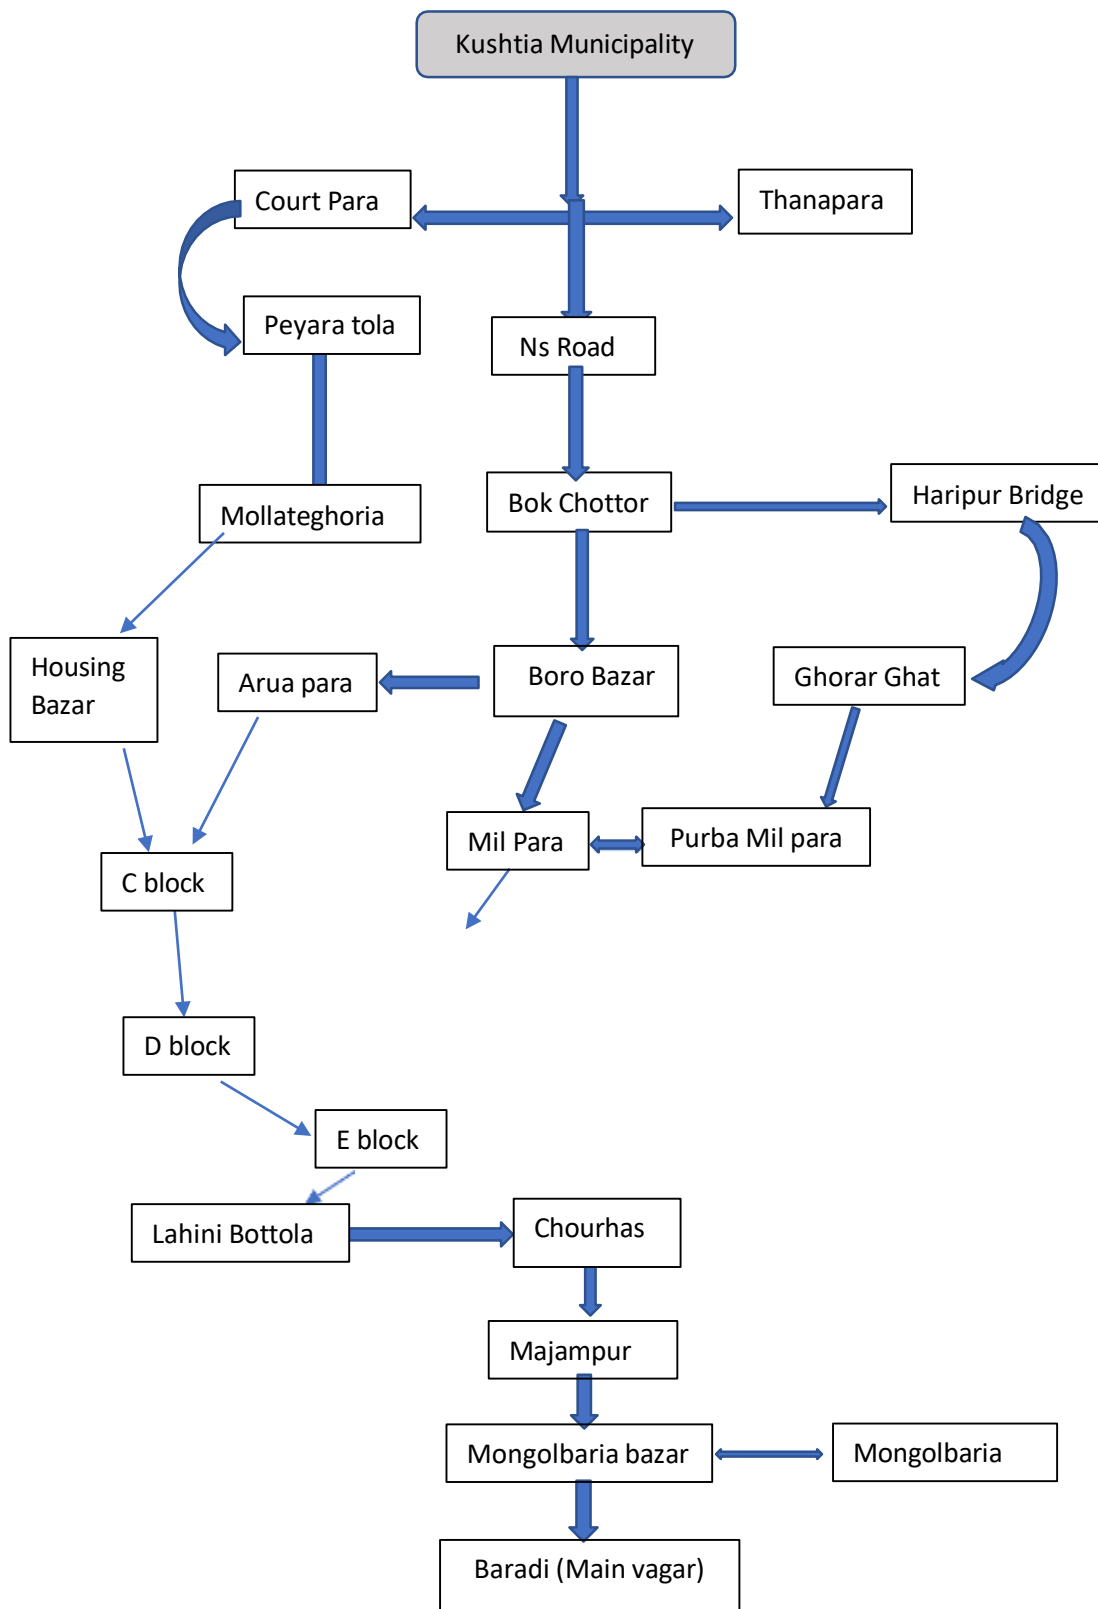 Kushtia Municipality
Court Para
Thanapara
Peyara tola
Ns Road
Mollateghoria
Bok Chottor
Haripur Bridge
Housing
Bazar
Arua para
Boro Bazar
Ghorar Ghat
Mil Para
Purba Mil para
C block
D block
E block
Lahini Bottola
Chourhas
Majampur
Mongolbaria bazar
Mongolbaria
Baradi (Main vagar)